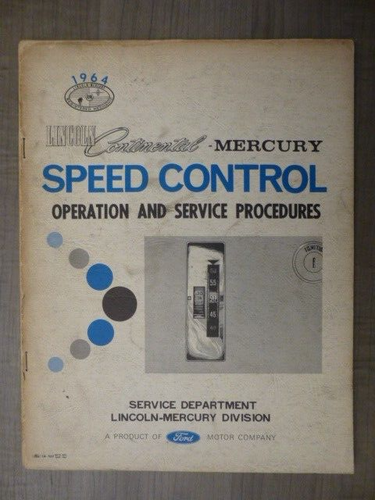 1964
LINCOLN Continental - MERCURY
SPEED CONTROL
OPERATION AND SERVICE PROCEDURES
IGNITION
55
45
SERVICE DEPARTMENT
LINCOLN-MERCURY DIVISION
A PRODUCT OF Ford MOTOR COMPANY